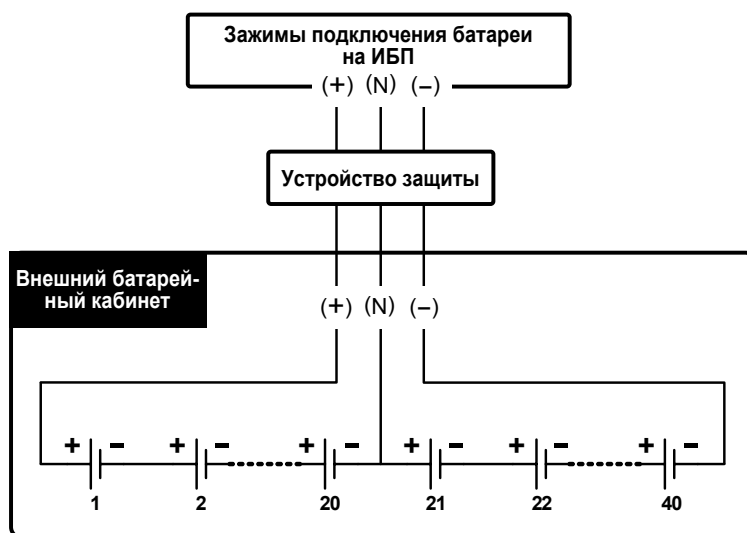 Зажимы подключения батареи
на ИБП
(+) (N) (−)
Устройство защиты
Внешний батарей-
ный кабинет
(+) (N) (−)
+ − + − + − + − + − + −
1 2 20 21 22 40